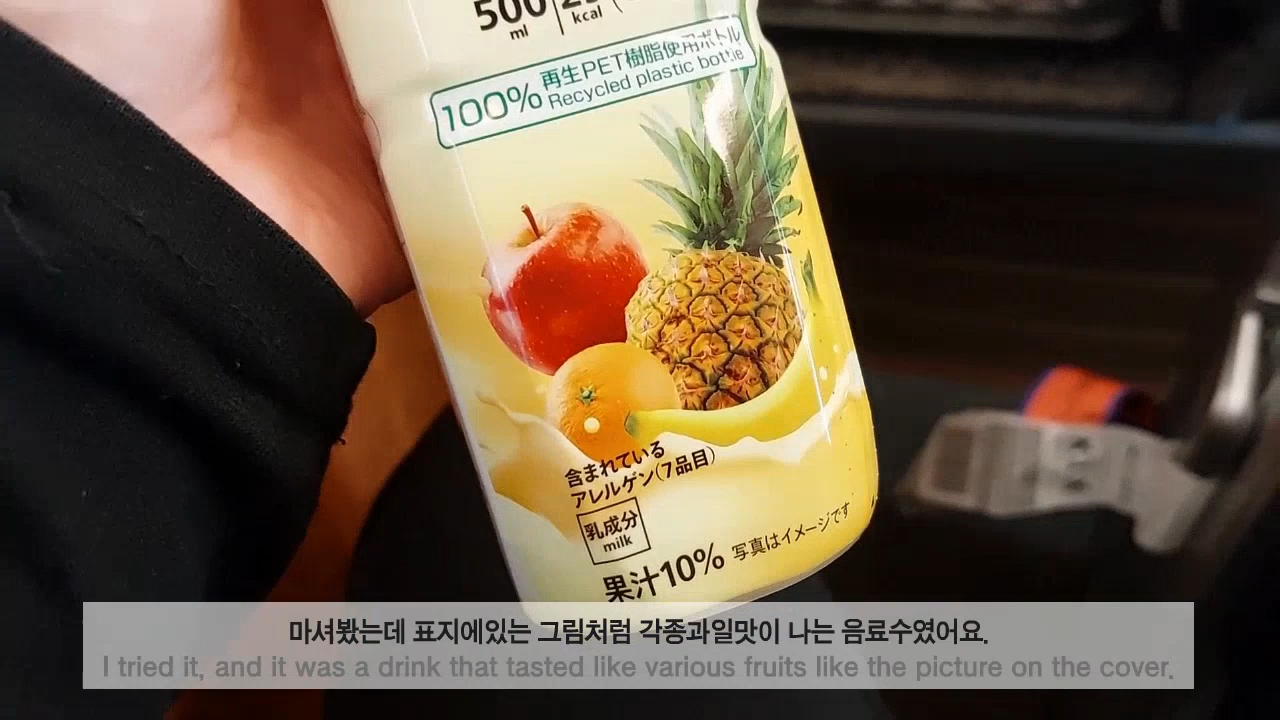 500
ml
kcal
100%
再生PET樹脂使用ボトル
Recycled plastic bottle
含まれている
アレルゲン(7品目)
乳成分
milk
果汁10% 写真はイメージです
마셔봤는데 표지에있는 그림처럼 각종과일맛이 나는 음료수였어요.
I tried it, and it was a drink that tasted like various fruits like the picture on the cover.